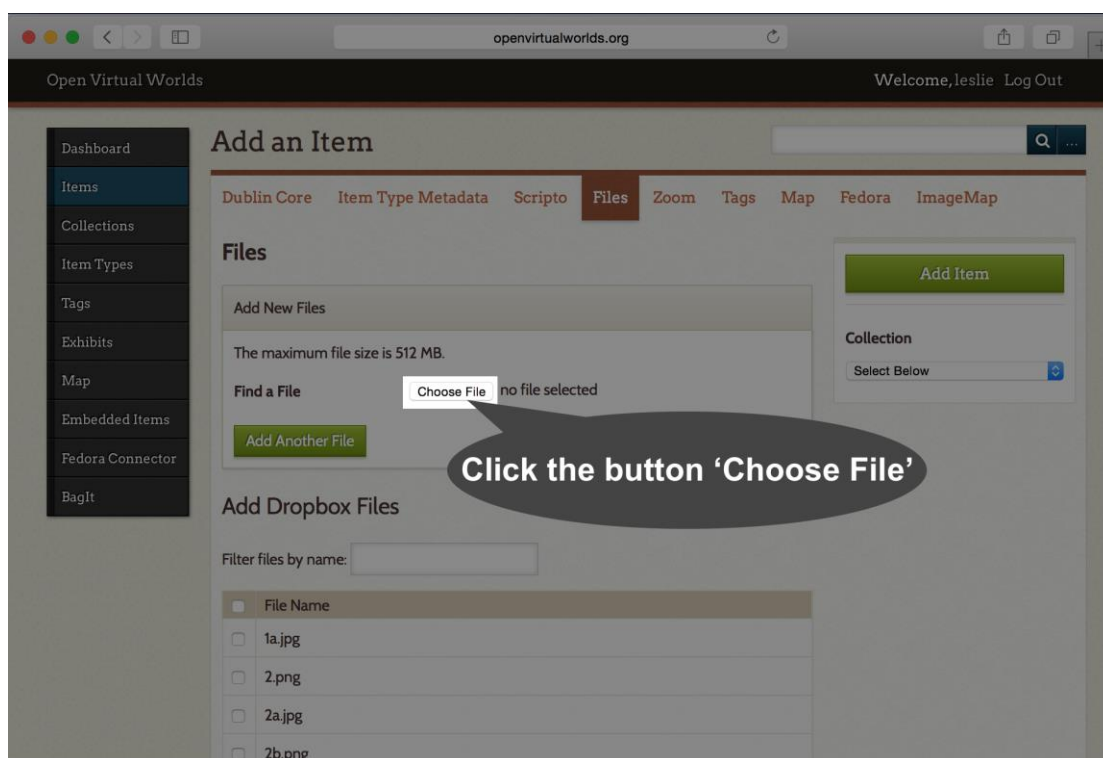 openvirtualworlds.org
Open Virtual Worlds
Welcome, leslie Log Out
Dashboard
Items
Collections
Item Types
Tags
Exhibits
Map
Embedded Items
Fedora Connector
BagIt
Add an Item
...
Dublin Core Item Type Metadata Scripto Files Zoom Tags Map Fedora ImageMap
Files
Add New Files
The maximum file size is 512 MB.
Find a File Choose File no file selected
Add Another File
Click the button ‘Choose File’
Add Dropbox Files
Filter files by name:
File Name
1a.jpg
2.png
2a.jpg
2b.png
Add Item
Collection
Select Below